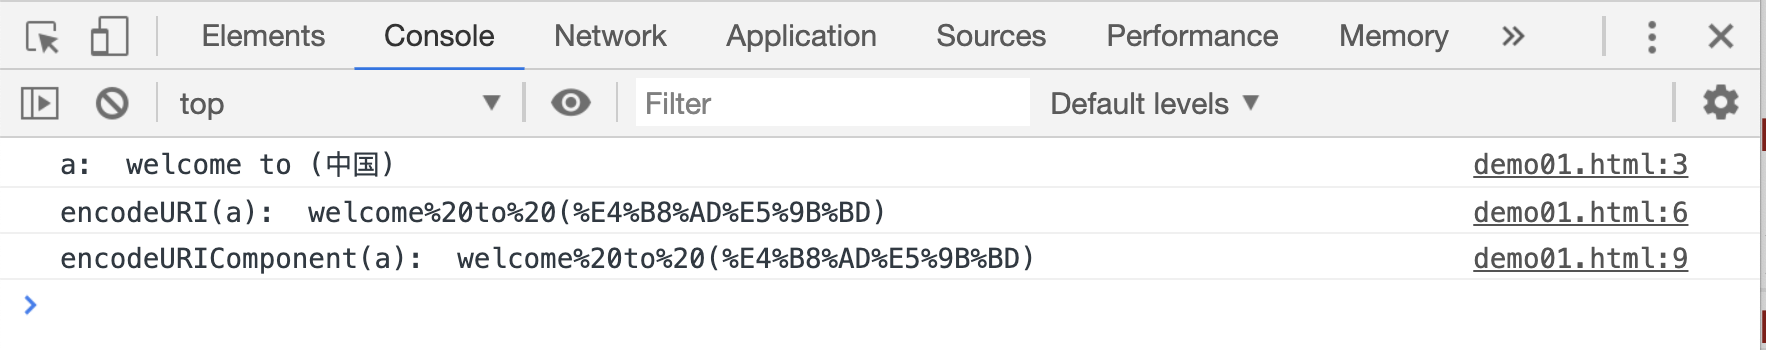 Elements Console Network Application Sources Performance Memory »
top ▼ Filter Default levels ▼
a:  welcome to (中国) demo01.html:3
encodeURI(a):  welcome%20to%20(%E4%B8%AD%E5%9B%BD) demo01.html:6
encodeURIComponent(a):  welcome%20to%20(%E4%B8%AD%E5%9B%BD) demo01.html:9